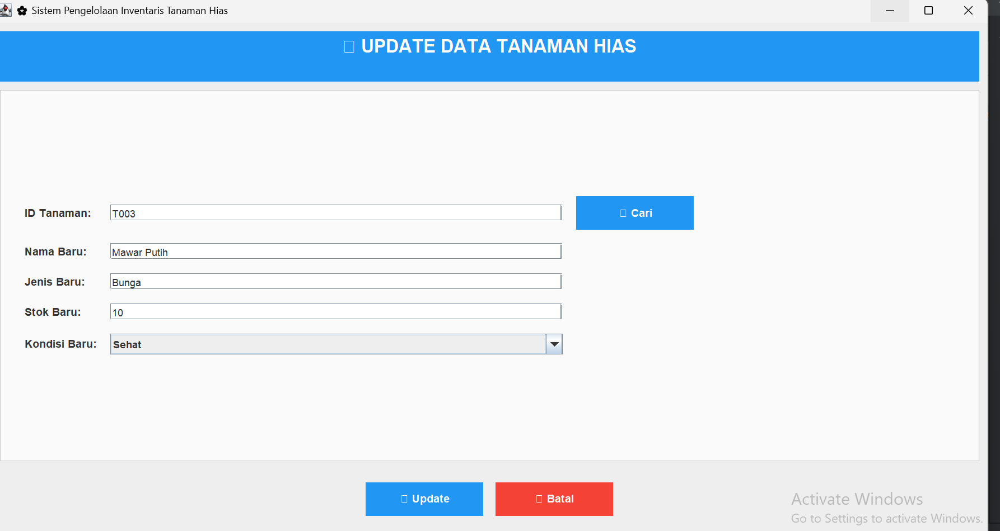 Sistem Pengelolaan Inventaris Tanaman Hias
UPDATE DATA TANAMAN HIAS
ID Tanaman:
T003
Cari
Nama Baru:
Mawar Putih
Jenis Baru:
Bunga
Stok Baru:
10
Kondisi Baru:
Sehat
Update
Batal
Activate Windows
Go to Settings to activate Windows.